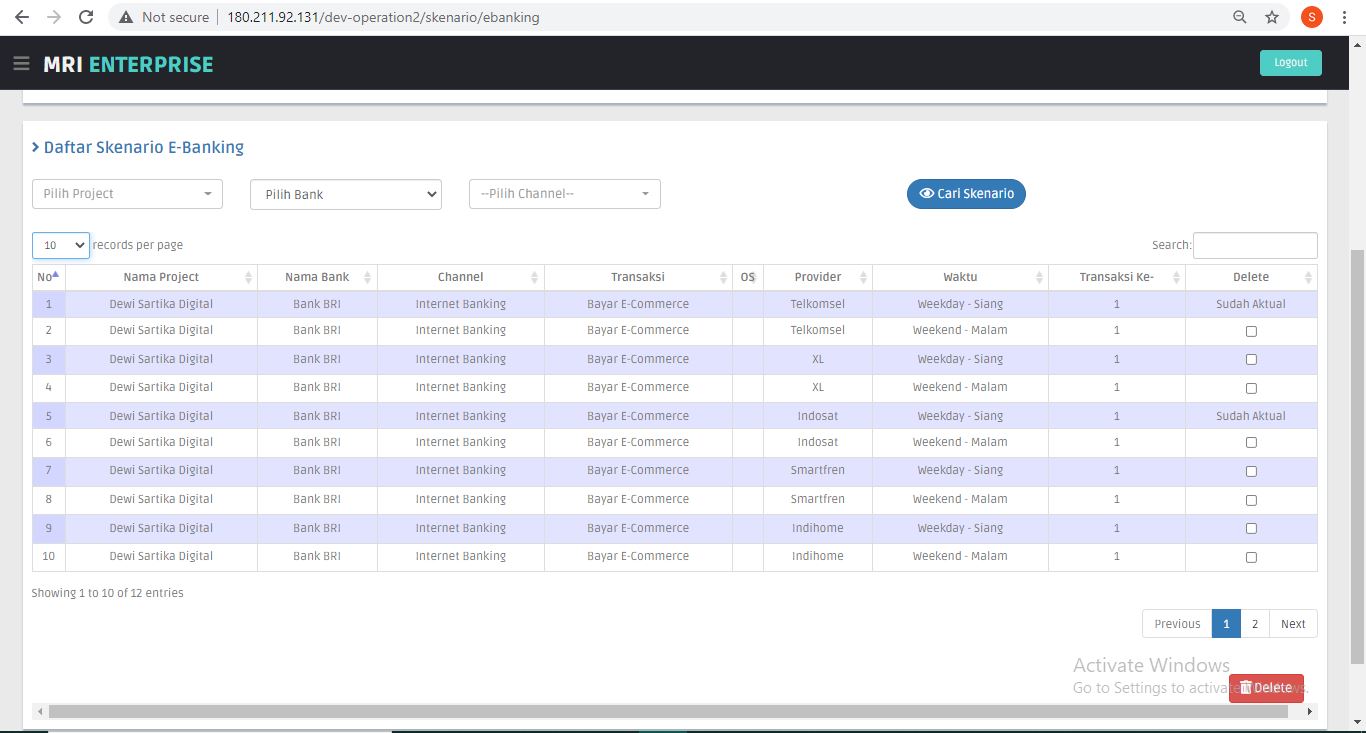 Not secure 180.211.92.131/dev-operation2/skenario/ebanking S
MRI ENTERPRISE Logout
Daftar Skenario E-Banking
Pilih Project Pilih Bank --Pilih Channel-- Cari Skenario
10 records per page Search:
No Nama Project Nama Bank Channel Transaksi OS Provider Waktu Transaksi Ke- Delete
1 Dewi Sartika Digital Bank BRI Internet Banking Bayar E-Commerce Telkomsel Weekday - Siang 1 Sudah Aktual
2 Dewi Sartika Digital Bank BRI Internet Banking Bayar E-Commerce Telkomsel Weekend - Malam 1
3 Dewi Sartika Digital Bank BRI Internet Banking Bayar E-Commerce XL Weekday - Siang 1
4 Dewi Sartika Digital Bank BRI Internet Banking Bayar E-Commerce XL Weekend - Malam 1
5 Dewi Sartika Digital Bank BRI Internet Banking Bayar E-Commerce Indosat Weekday - Siang 1 Sudah Aktual
6 Dewi Sartika Digital Bank BRI Internet Banking Bayar E-Commerce Indosat Weekend - Malam 1
7 Dewi Sartika Digital Bank BRI Internet Banking Bayar E-Commerce Smartfren Weekday - Siang 1
8 Dewi Sartika Digital Bank BRI Internet Banking Bayar E-Commerce Smartfren Weekend - Malam 1
9 Dewi Sartika Digital Bank BRI Internet Banking Bayar E-Commerce Indihome Weekday - Siang 1
10 Dewi Sartika Digital Bank BRI Internet Banking Bayar E-Commerce Indihome Weekend - Malam 1
Showing 1 to 10 of 12 entries
Previous 1 2 Next
Activate Windows
Go to Settings to activate Windows.
Delete